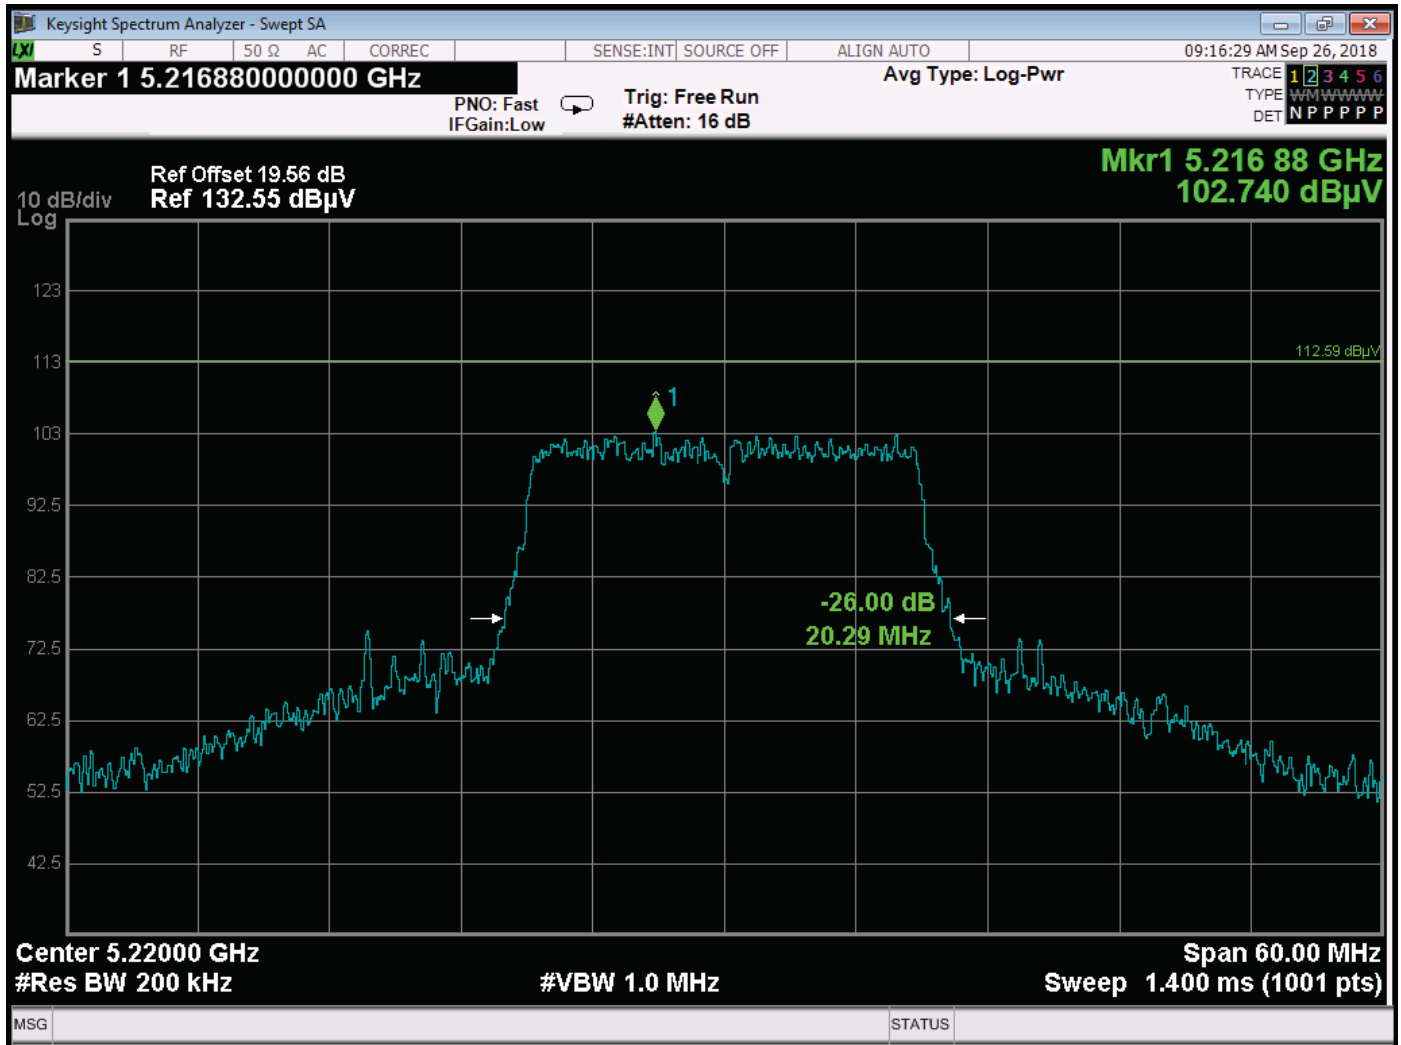 Keysight Spectrum Analyzer - Swept SA
LXI S RF 50 Ω AC CORREC SENSE:INT SOURCE OFF ALIGN AUTO 09:16:29 AM Sep 26, 2018
Marker 1 5.216880000000 GHz
PNO: Fast
IFGain:Low
Trig: Free Run
#Atten: 16 dB
Avg Type: Log-Pwr
TRACE 1 2 3 4 5 6
TYPE WMWWWW
DET N P P P P P
Mkr1 5.216 88 GHz
102.740 dBµV
Ref Offset 19.56 dB
10 dB/div Ref 132.55 dBµV
Log
123
112.59 dBµV
113
1
103
92.5
82.5
-26.00 dB
20.29 MHz
72.5
62.5
52.5
42.5
Center 5.22000 GHz Span 60.00 MHz
#Res BW 200 kHz #VBW 1.0 MHz Sweep 1.400 ms (1001 pts)
MSG STATUS